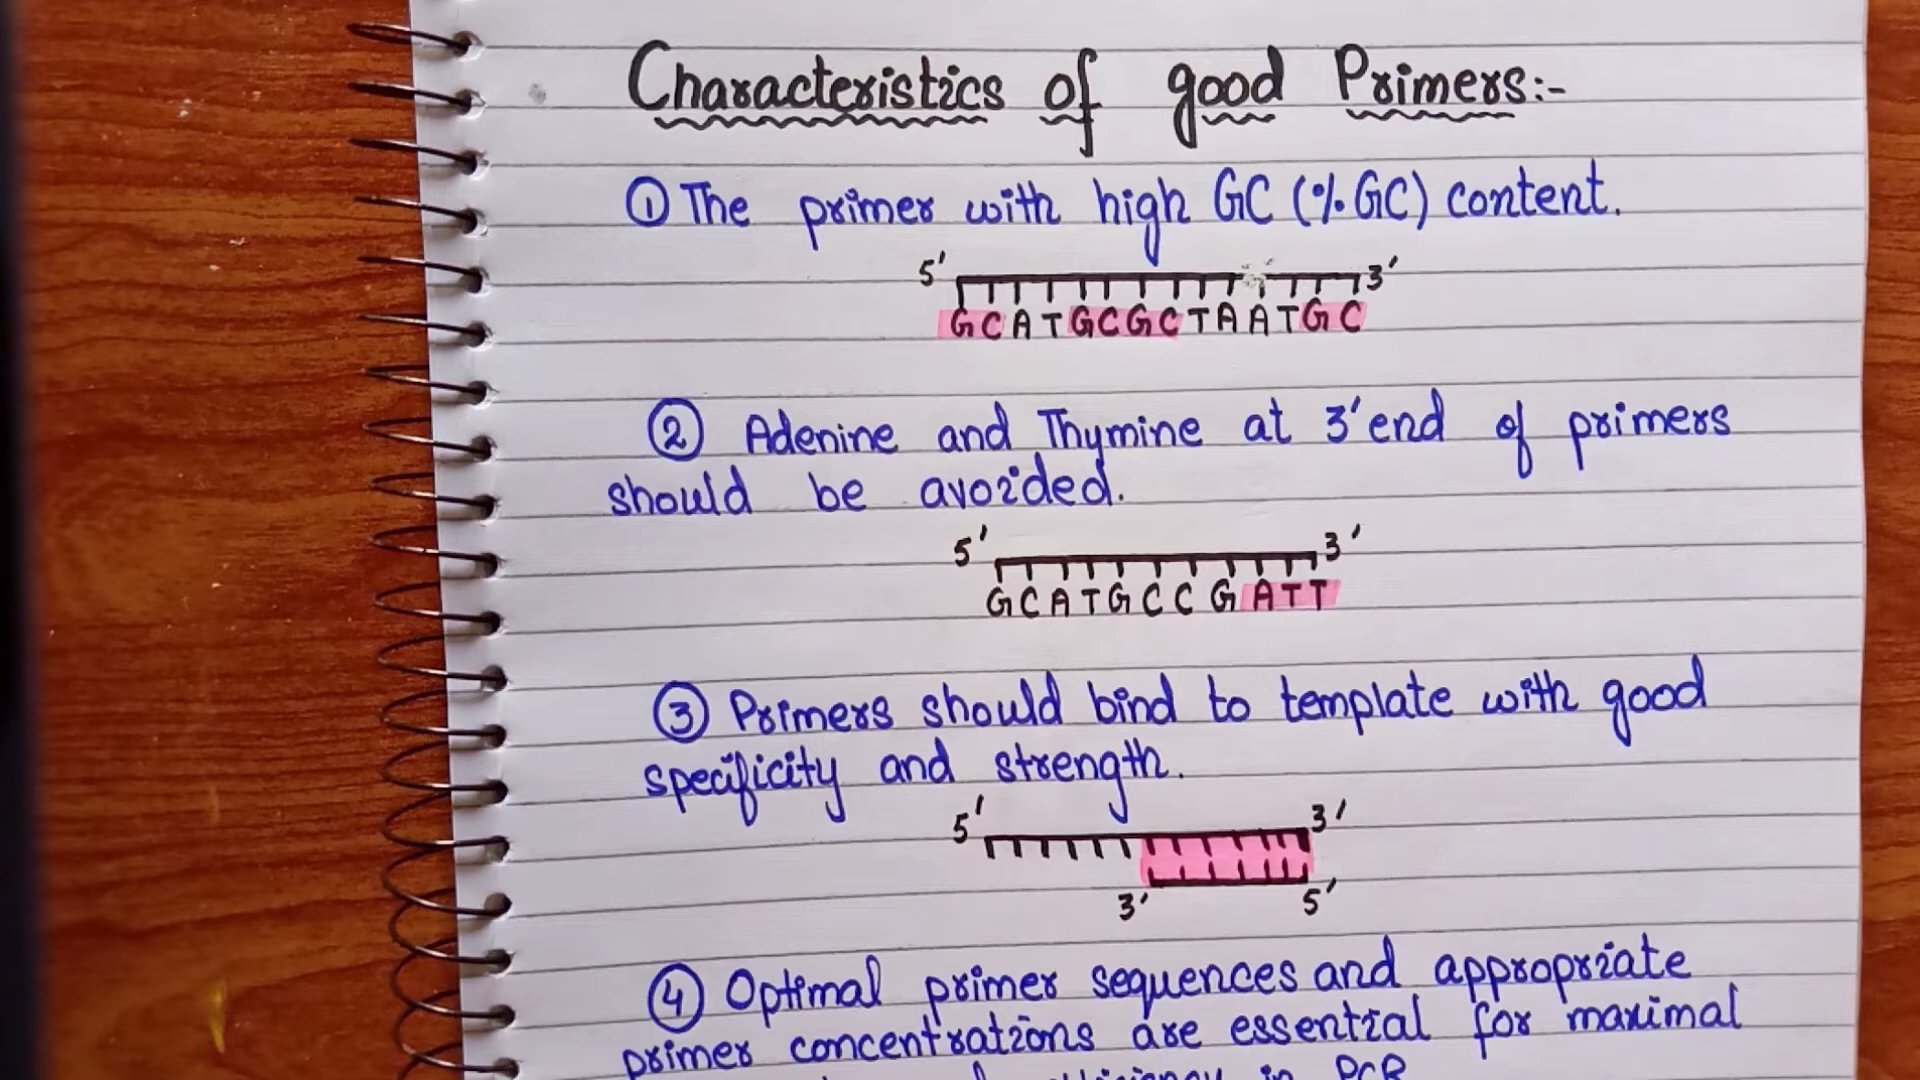 Characteristics of good Primers:-
① The primer with high GC (% GC) content.
5' 3'
GCATGCGCTAATGC
② Adenine and Thymine at 3' end of primers
should be avoided.
5' 3'
GCATGCCGATT
③ Primers should bind to template with good
specificity and strength.
5' 3'
3' 5'
④ Optimal primer sequences and appropriate
primer concentrations are essential for maximal
efficiency in PCR